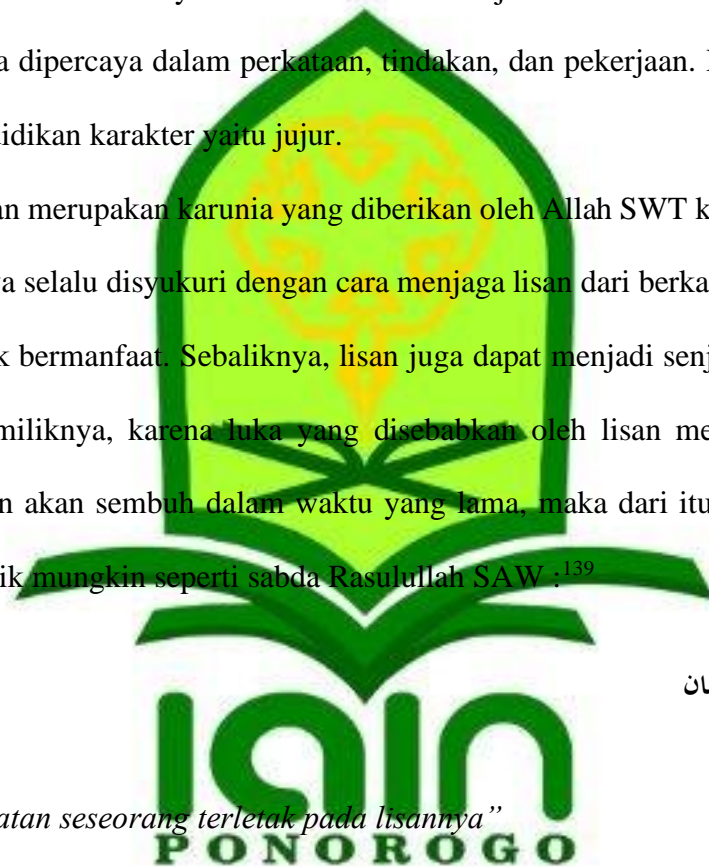 a dipercaya dalam perkataan, tindakan, dan pekerjaan.
didikan karakter yaitu jujur.
an merupakan karunia yang diberikan oleh Allah SWT k
ya selalu disyukuri dengan cara menjaga lisan dari berka
k bermanfaat. Sebaliknya, lisan juga dapat menjadi senj
miliknya, karena luka yang disebabkan oleh lisan me
n akan sembuh dalam waktu yang lama, maka dari itu
ik mungkin seperti sabda Rasulullah SAW :139
ان
atan seseorang terletak pada lisannya”
iain
PONOROGO